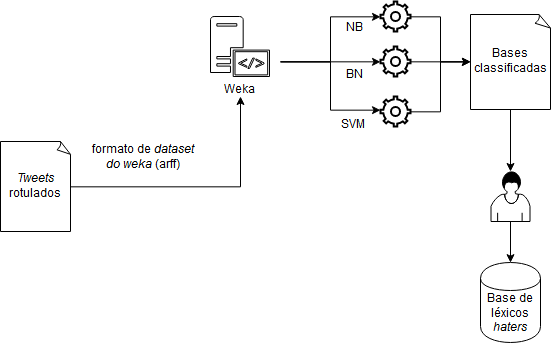 Tweets
rotulados
formato de dataset
do weka (arff)
</>
Weka
NB
BN
SVM
Bases
classificadas
Base de
léxicos
haters